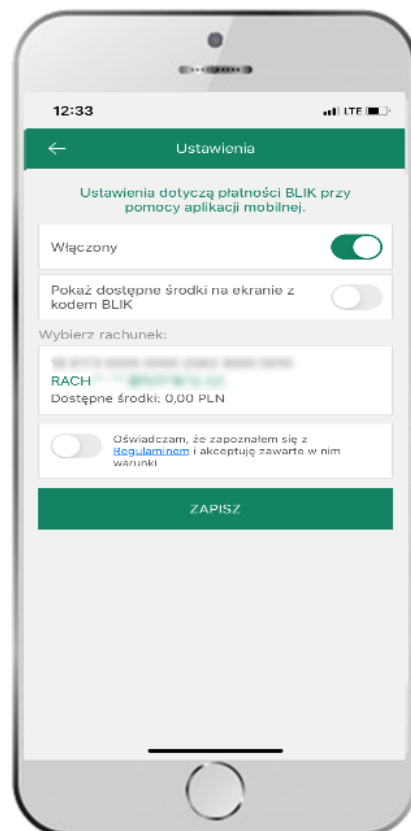 12:33
LTE
Ustawienia
Ustawienia dotyczą płatności BLIK przy
pomocy aplikacji mobilnej.
Włączony
Pokaż dostępne środki na ekranie z
kodem BLIK
Wybierz rachunek:
RACH
Dostępne środki: 0,00 PLN
Oświadczam, że zapoznałem się z
Regulaminem i akceptuję zawarte w nim
warunki
ZAPISZ